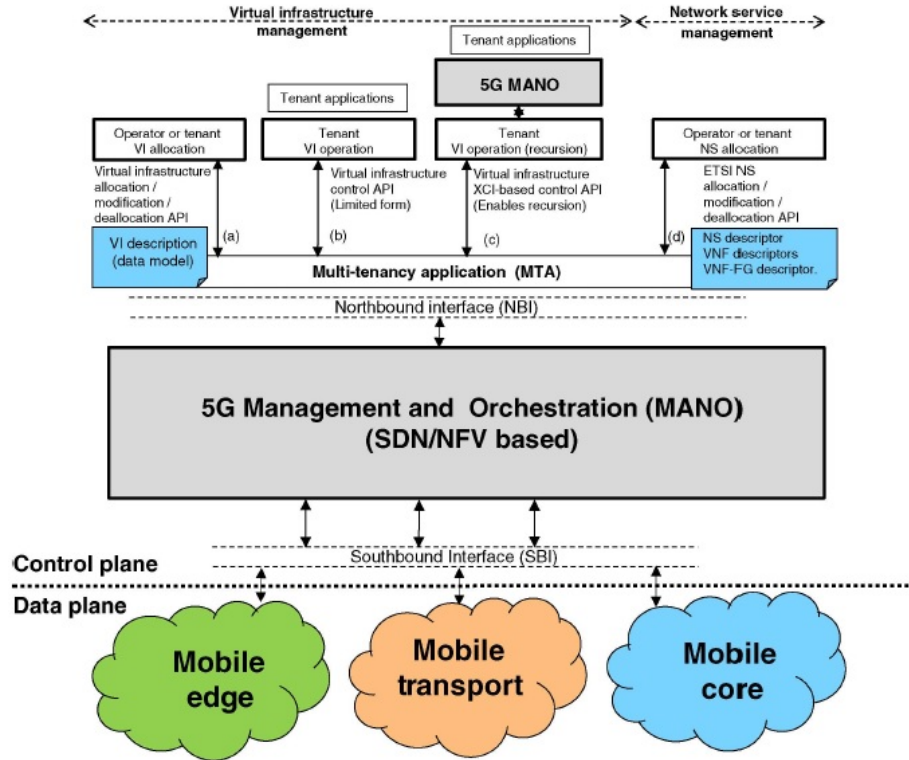 Virtual infrastructure
management
Network service
management
Tenant applications
5G MANO
Tenant applications
Operator or tenant
VI allocation
Tenant
VI operation
Tenant
VI operation (recursion)
Operator or tenant
NS allocation
Virtual infrastructure
allocation /
modification /
deallocation API
(a)
Virtual infrastructure
control API
(Limited form)
(b)
Virtual infrastructure
XCI-based control API
(Enables recursion)
(c)
ETSI NS
allocation /
modification /
deallocation API
(d)
VI description
(data model)
NS descriptor
VNF descriptors
VNF-FG descriptor.
Multi-tenancy application (MTA)
Northbound interface (NBI)
5G Management and Orchestration (MANO)
(SDN/NFV based)
Southbound Interface (SBI)
Control plane
Data plane
Mobile
edge
Mobile
transport
Mobile
core